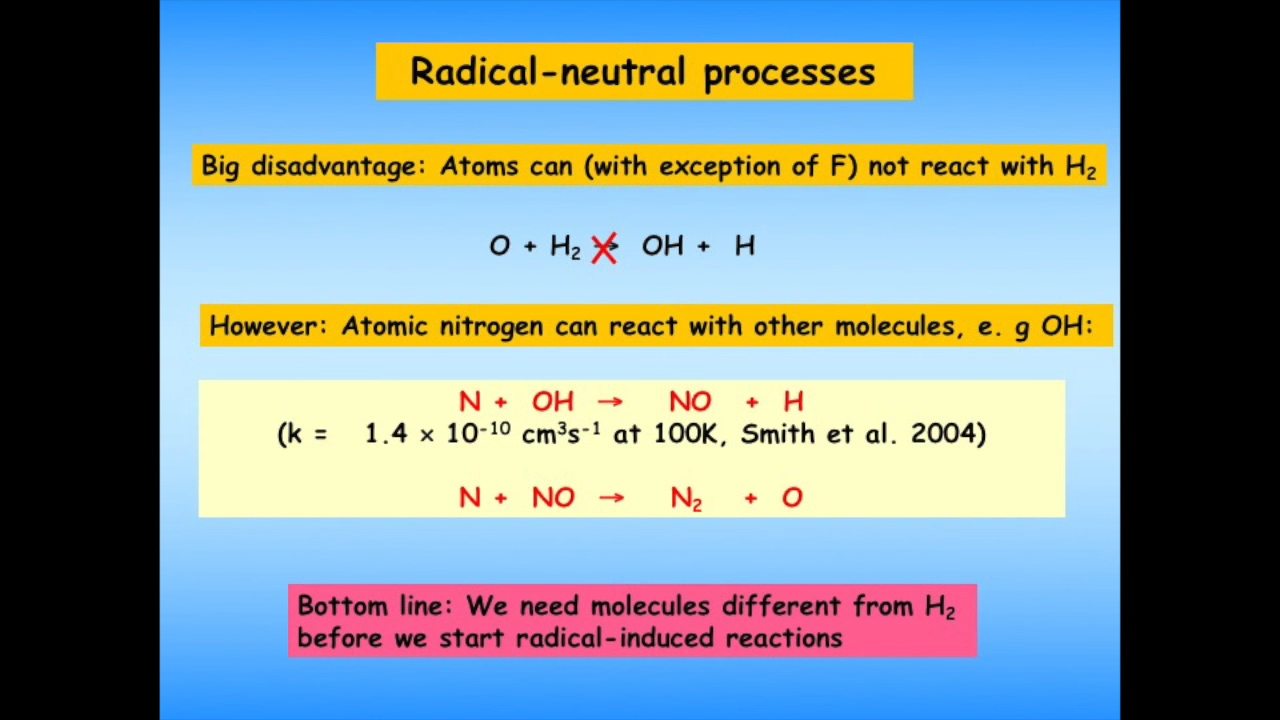 Radical-neutral processes
Big disadvantage: Atoms can (with exception of F) not react with H₂
O + H₂ → OH + H
However: Atomic nitrogen can react with other molecules, e. g OH:
N + OH → NO + H
(k = 1.4 × 10⁻¹⁰ cm³s⁻¹ at 100K, Smith et al. 2004)
N + NO → N₂ + O
Bottom line: We need molecules different from H₂
before we start radical-induced reactions